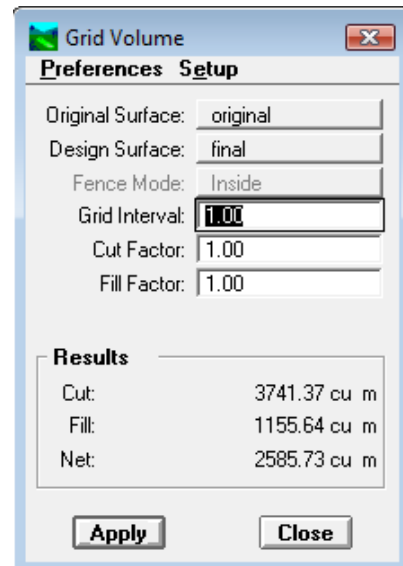 Grid Volume
Preferences Setup
Original Surface: original
Design Surface: final
Fence Mode: Inside
Grid Interval: 1.00
Cut Factor: 1.00
Fill Factor: 1.00
Results
Cut: 3741.37 cu m
Fill: 1155.64 cu m
Net: 2585.73 cu m
Apply Close